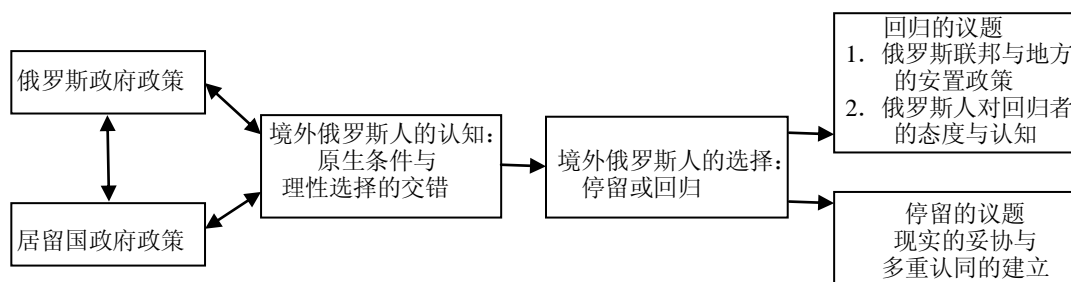 俄罗斯政府政策
居留国政府政策
境外俄罗斯人的认知：
原生条件与
理性选择的交错
境外俄罗斯人的选择：
停留或回归
回归的议题
1. 俄罗斯联邦与地方
的安置政策
2. 俄罗斯人对回归者
的态度与认知
停留的议题
现实的妥协与
多重认同的建立